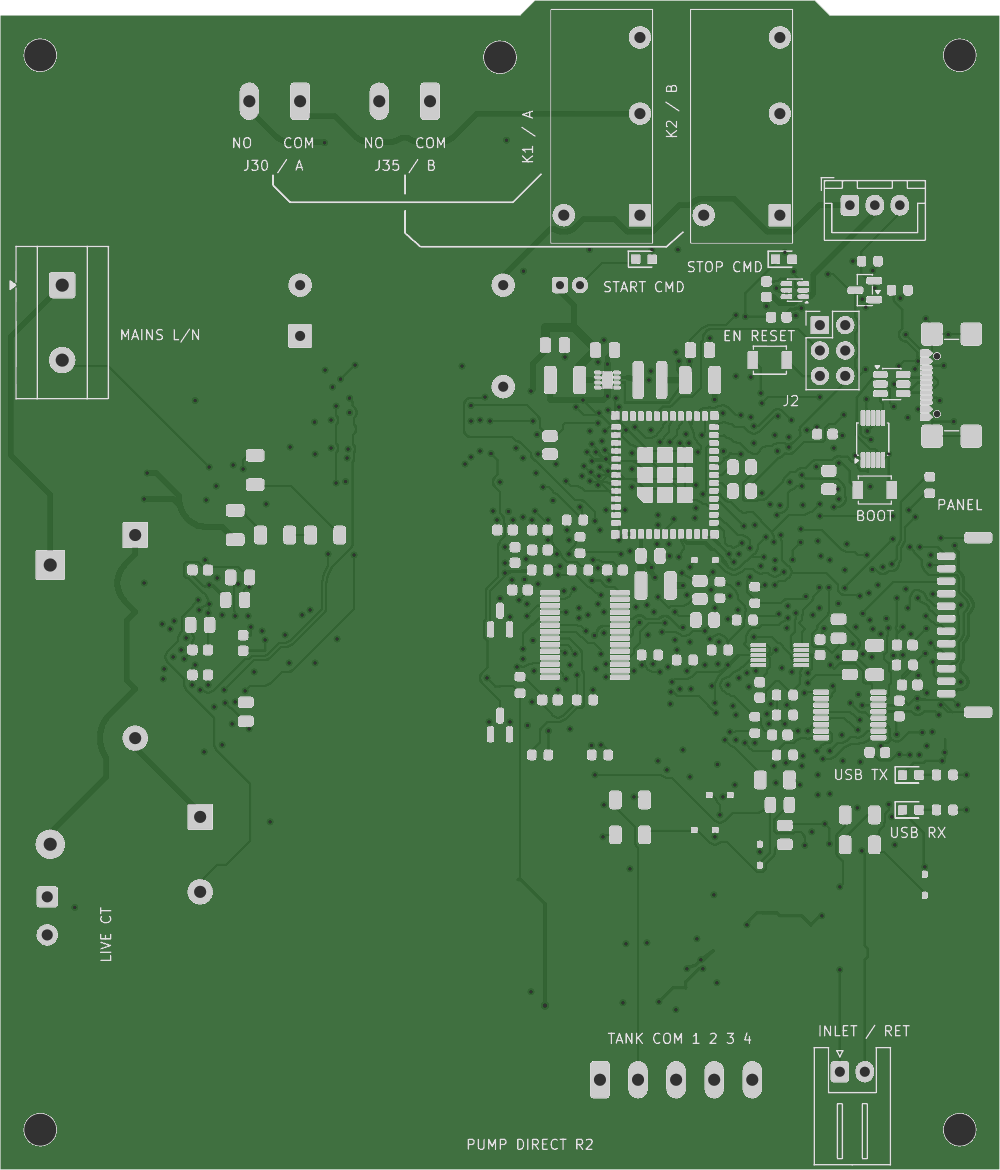 NO COM NO COM
J30 / A J35 / B
K1 / A
K2 / B
STOP CMD
START CMD
MAINS L/N
EN RESET
J2
PANEL
BOOT
USB TX
USB RX
LIVE CT
INLET / RET
TANK COM 1 2 3 4
PUMP DIRECT R2